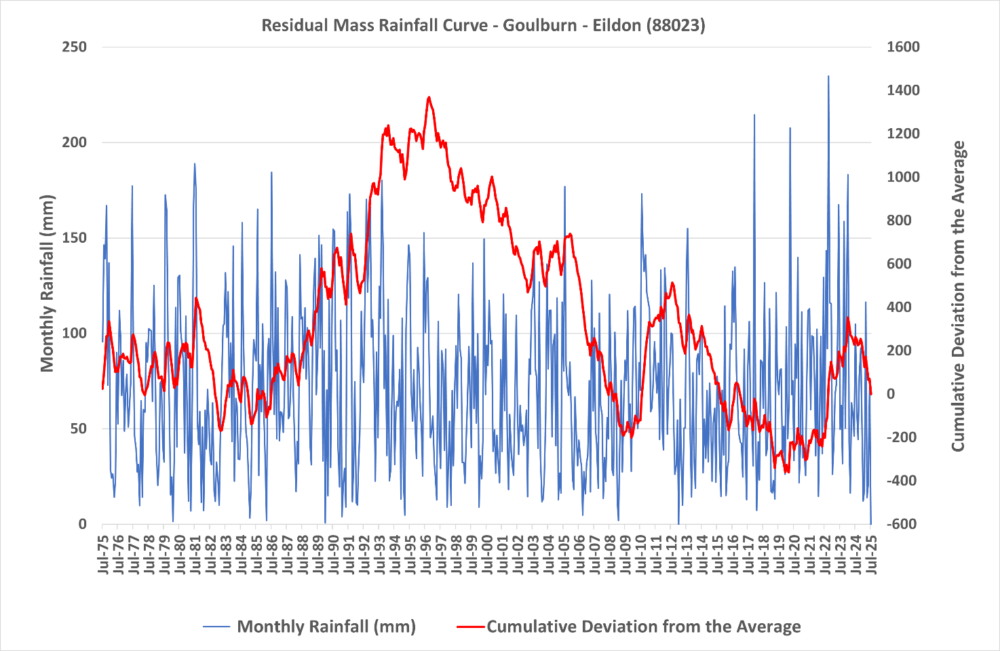 Residual Mass Rainfall Curve - Goulburn - Eildon (88023)
250
200
150
100
50
0
Monthly Rainfall (mm)
1600
1400
1200
1000
800
600
400
200
0
-200
-400
-600
Cumulative Deviation from the Average
Jul-75
Jul-76
Jul-77
Jul-78
Jul-79
Jul-80
Jul-81
Jul-82
Jul-83
Jul-84
Jul-85
Jul-86
Jul-87
Jul-88
Jul-89
Jul-90
Jul-91
Jul-92
Jul-93
Jul-94
Jul-95
Jul-96
Jul-97
Jul-98
Jul-99
Jul-00
Jul-01
Jul-02
Jul-03
Jul-04
Jul-05
Jul-06
Jul-07
Jul-08
Jul-09
Jul-10
Jul-11
Jul-12
Jul-13
Jul-14
Jul-15
Jul-16
Jul-17
Jul-18
Jul-19
Jul-20
Jul-21
Jul-22
Jul-23
Jul-24
Jul-25
Monthly Rainfall (mm)
Cumulative Deviation from the Average